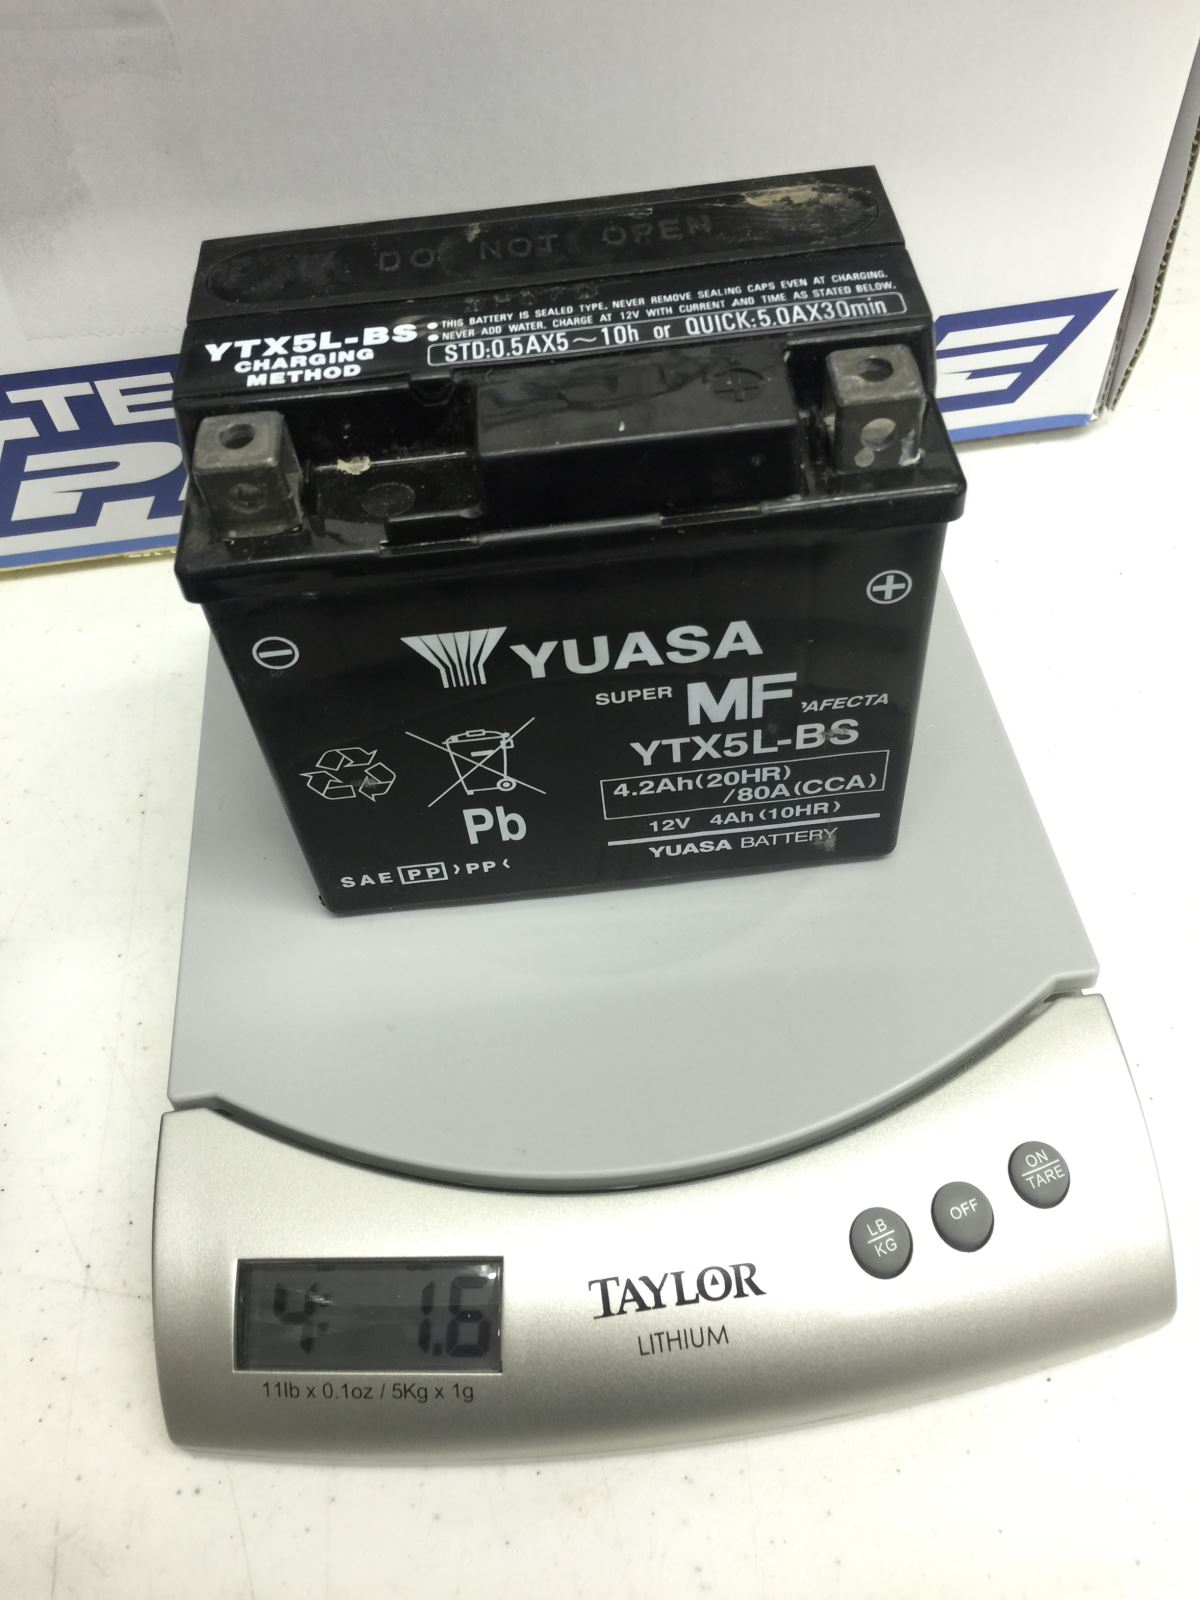 DO NOT OPEN
YTX5L-BS
CHARGING
METHOD
• THIS BATTERY IS SEALED TYPE. NEVER REMOVE SEALING CAPS EVEN AT CHARGING.
• NEVER ADD WATER. CHARGE AT 12V WITH CURRENT AND TIME AS STATED BELOW.
STD:0.5AX5~10h or QUICK:5.0AX30min
YUASA
SUPER MF
YTX5L-BS
4.2Ah(20HR)
/80A(CCA)
12V 4Ah(10HR)
YUASA BATTERY
Pb
SAE PP >PP<
4: 1.6
11lb x 0.1oz / 5Kg x 1g
TAYLOR
LITHIUM
LB
KG
OFF
ON
TARE